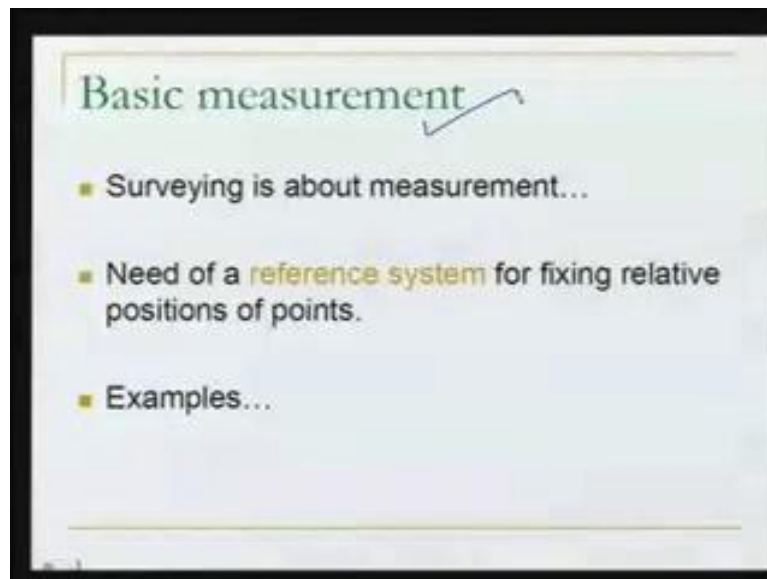 Basic measurement
Surveying is about measurement...
Need of a reference system for fixing relative
positions of points.
Examples...